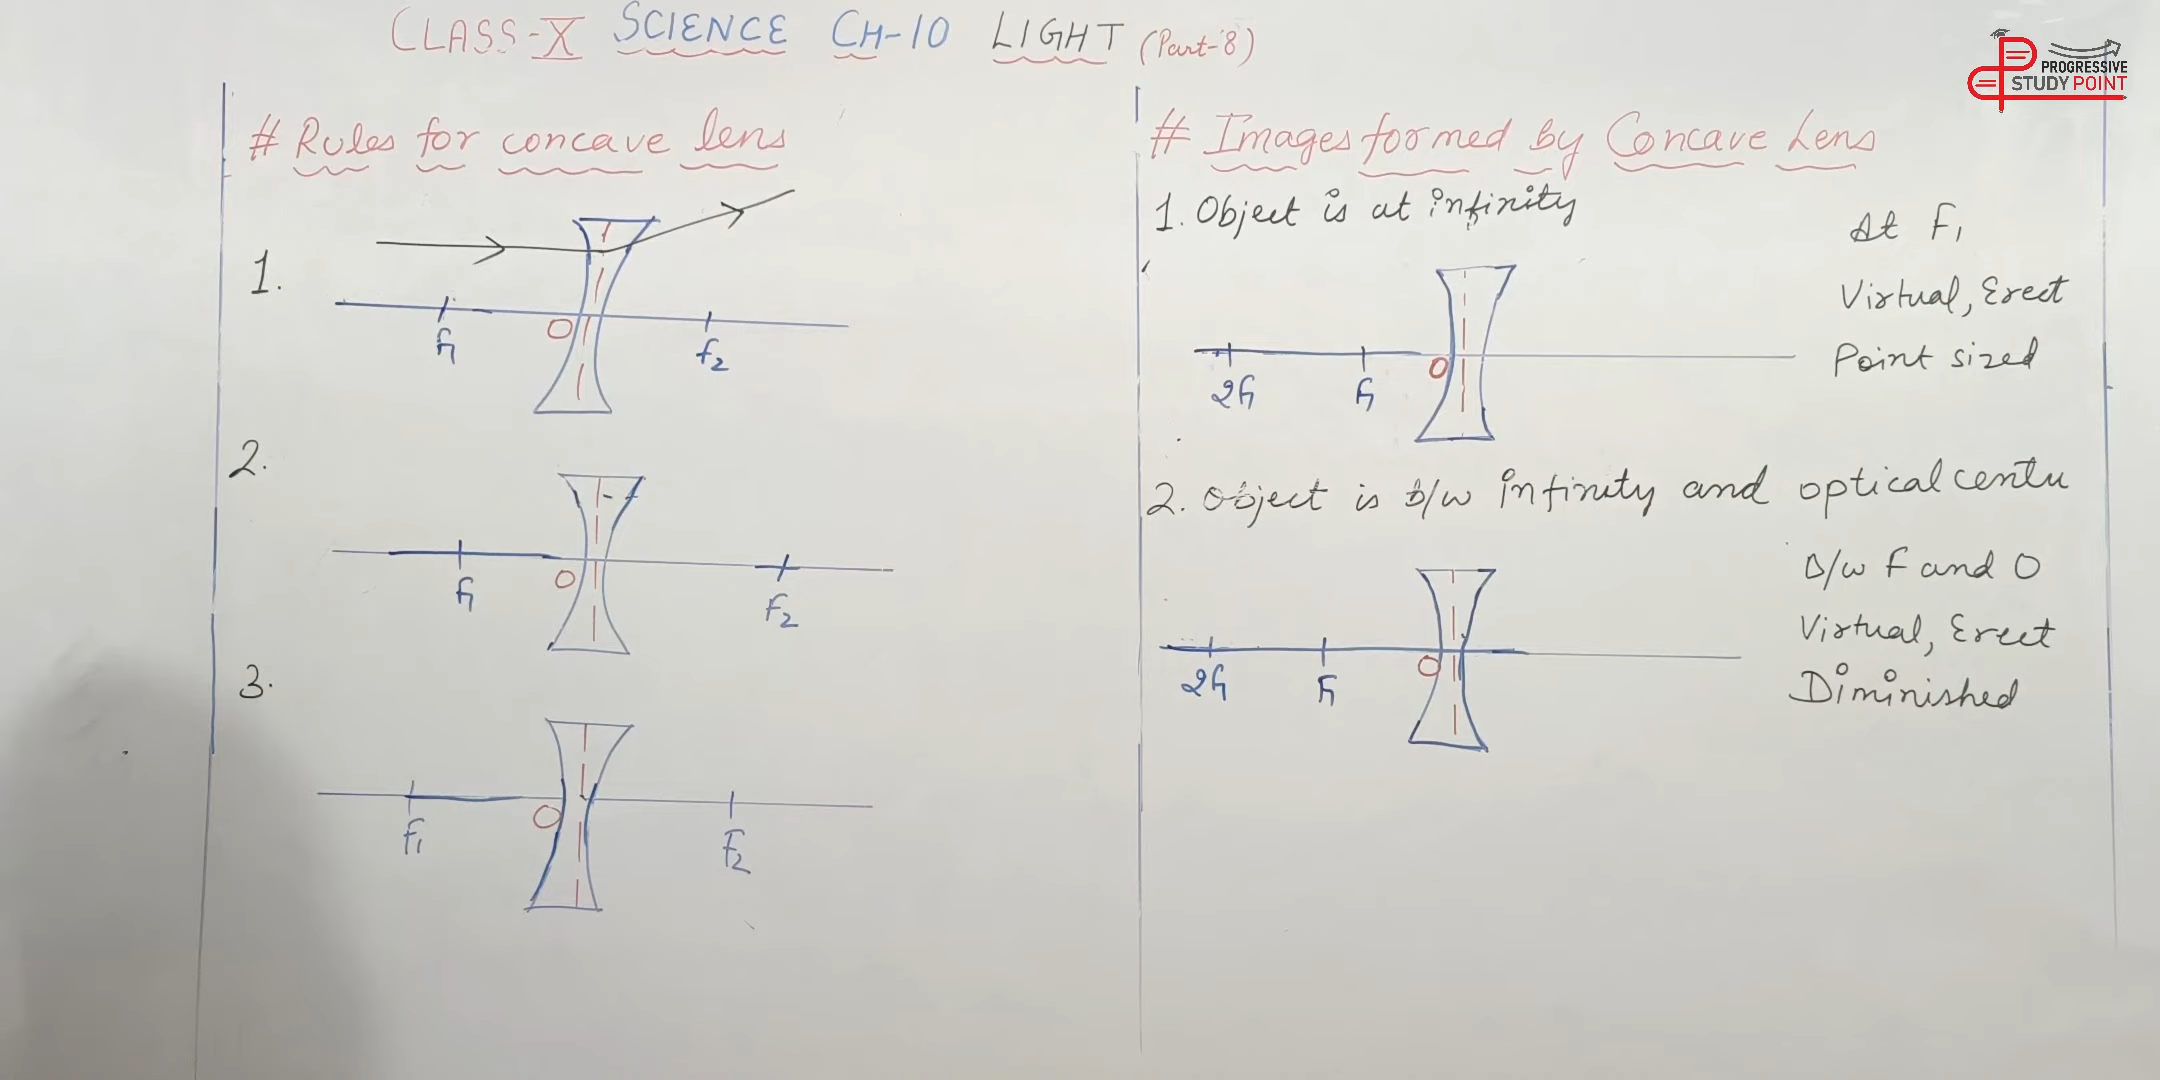 CLASS-X SCIENCE CH-10 LIGHT (Part-8)
PROGRESSIVE
STUDY POINT
# Rules for concave lens
1.
F1 O F2
2.
F1 O F2
3.
F1 O F2
# Images formed by Concave Lens
1. Object is at infinity
At F1
Virtual, Erect
Point sized
2F1 F1 O
2. Object is b/w infinity and optical centre
B/w F and O
Virtual, Erect
Diminished
2F1 F1 O